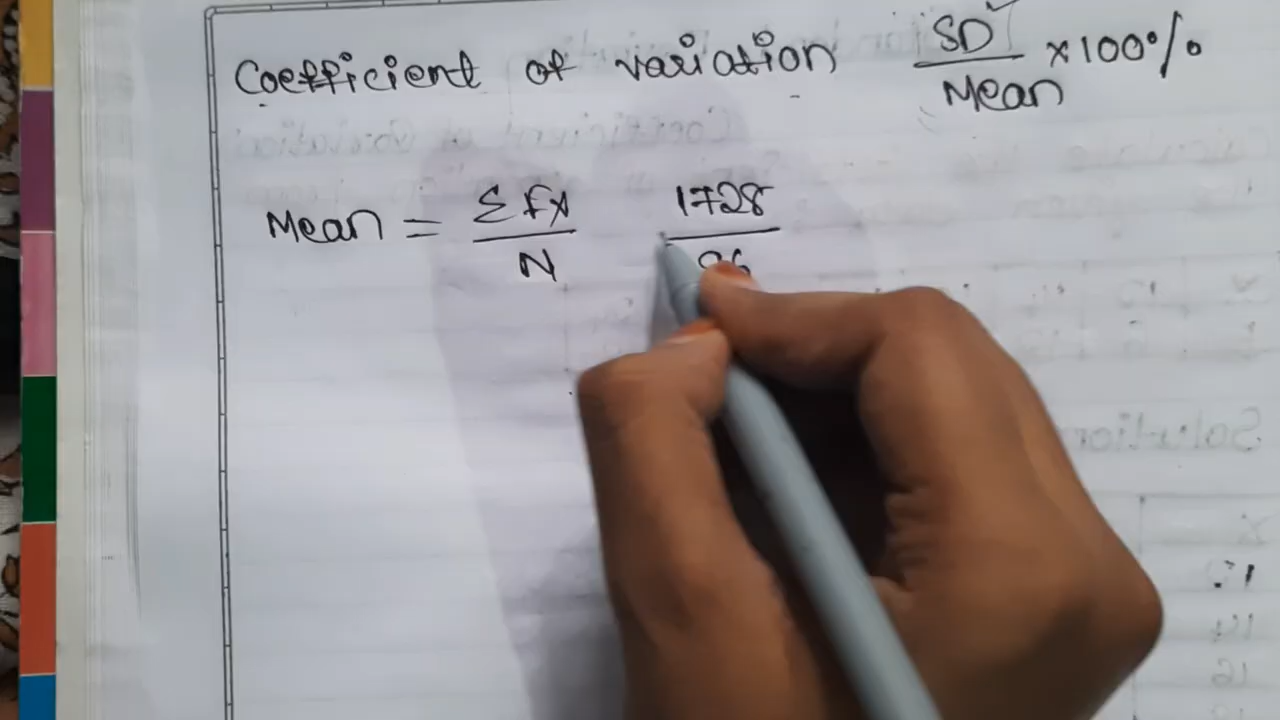 Coefficient of variation SD / Mean × 100%
Mean = Σfx / N 1728 /